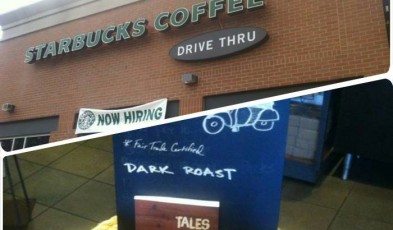 STARBUCKS COFFEE
DRIVE THRU
NOW HIRING
* Fair Trade Certified
DARK ROAST
TALES